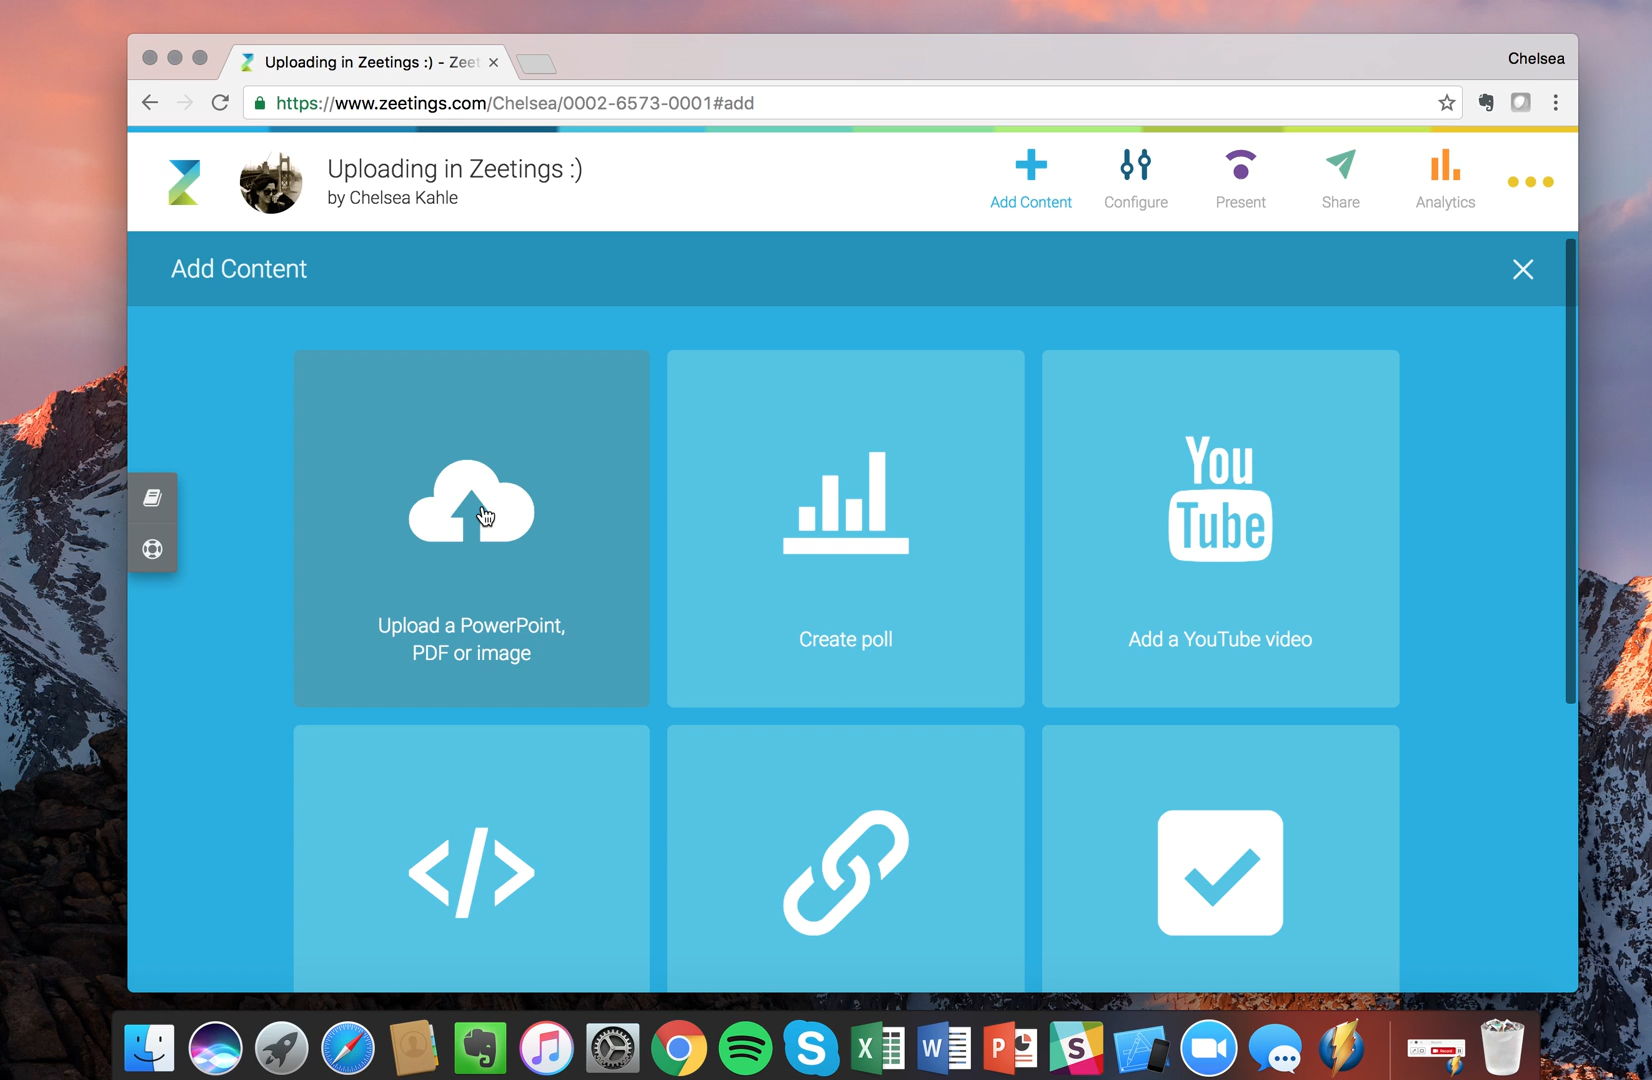 Uploading in Zeetings :) - Zeet
Chelsea
https://www.zeetings.com/Chelsea/0002-6573-0001#add
Uploading in Zeetings :)
by Chelsea Kahle
Add Content
Configure
Present
Share
Analytics
Add Content
Upload a PowerPoint,
PDF or image
Create poll
You
Tube
Add a YouTube video
S
X
W
P
S